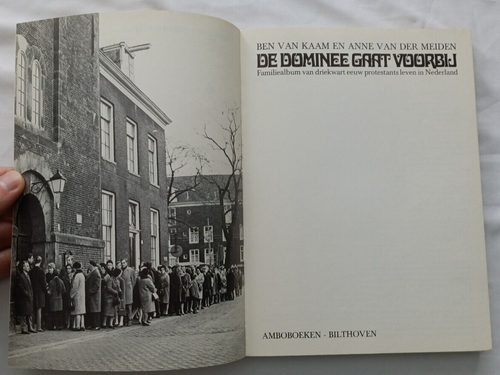 BEN VAN KAAM EN ANNE VAN DER MEIDEN
DE DOMINEE GAAT VOORBIJ
Familiealbum van driekwart eeuw protestants leven in Nederland
AMBOBOEKEN - BILTHOVEN